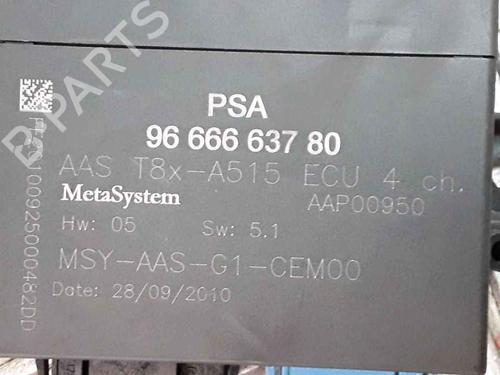 PSA
96 666 637 80
AAS T8x-A515 ECU 4 ch.
MetaSystem AAP00950
Hw: 05 Sw: 5.1
MSY-AAS-G1-CEM00
Date: 28/09/2010
B-PARTS